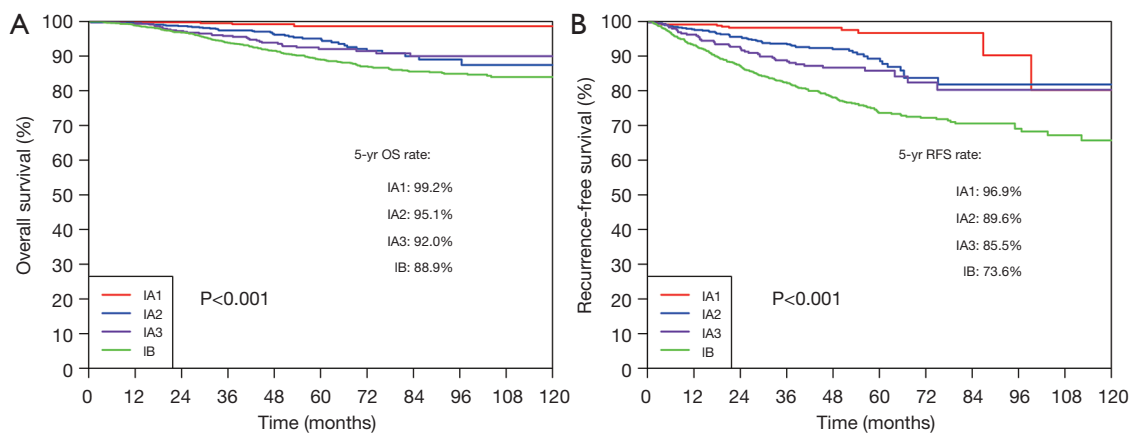 A
Overall survival (%)
100
90
80
70
60
50
40
30
20
10
0
5-yr OS rate:
IA1: 99.2%
IA2: 95.1%
IA3: 92.0%
IB: 88.9%
IA1
IA2
IA3
IB
P<0.001
0 12 24 36 48 60 72 84 96 108 120
Time (months)
B
Recurrence-free survival (%)
100
90
80
70
60
50
40
30
20
10
0
5-yr RFS rate:
IA1: 96.9%
IA2: 89.6%
IA3: 85.5%
IB: 73.6%
IA1
IA2
IA3
IB
P<0.001
0 12 24 36 48 60 72 84 96 108 120
Time (months)